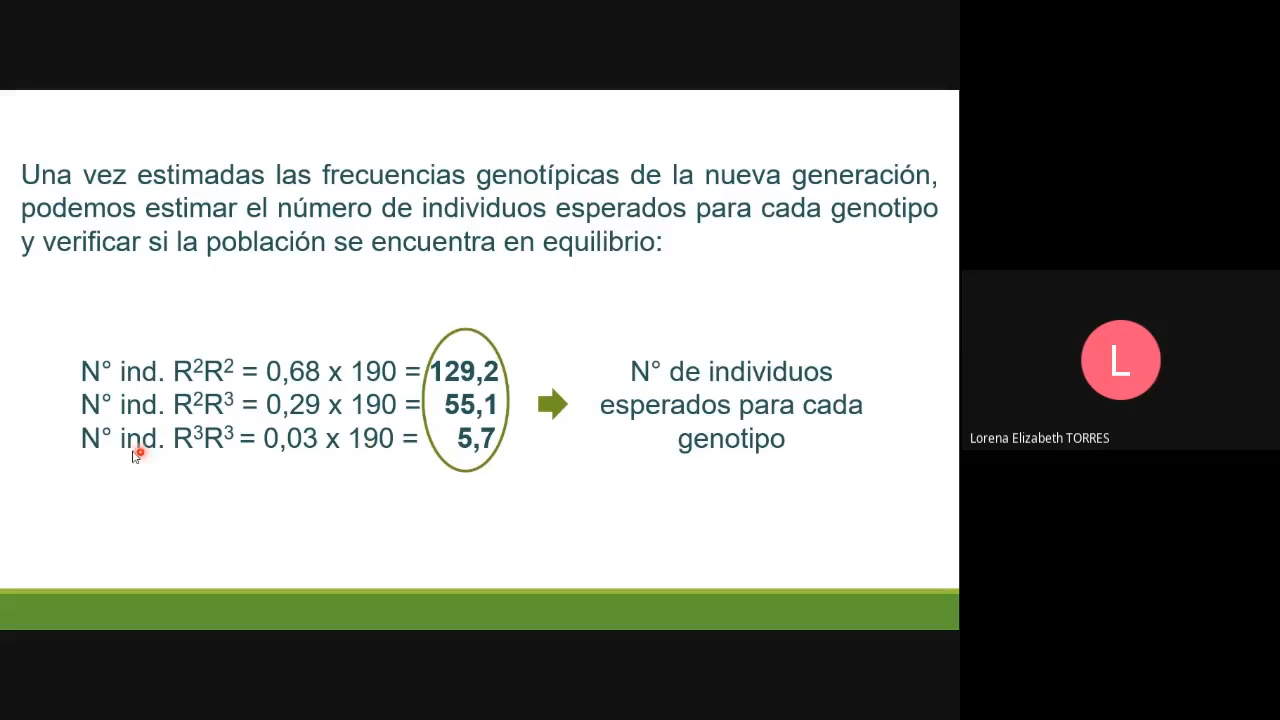 Una vez estimadas las frecuencias genotípicas de la nueva generación,
podemos estimar el número de individuos esperados para cada genotipo
y verificar si la población se encuentra en equilibrio:
N° ind. R²R² = 0,68 x 190 = 129,2
N° ind. R²R³ = 0,29 x 190 = 55,1
N° ind. R³R³ = 0,03 x 190 = 5,7
N° de individuos
esperados para cada
genotipo
L
Lorena Elizabeth TORRES